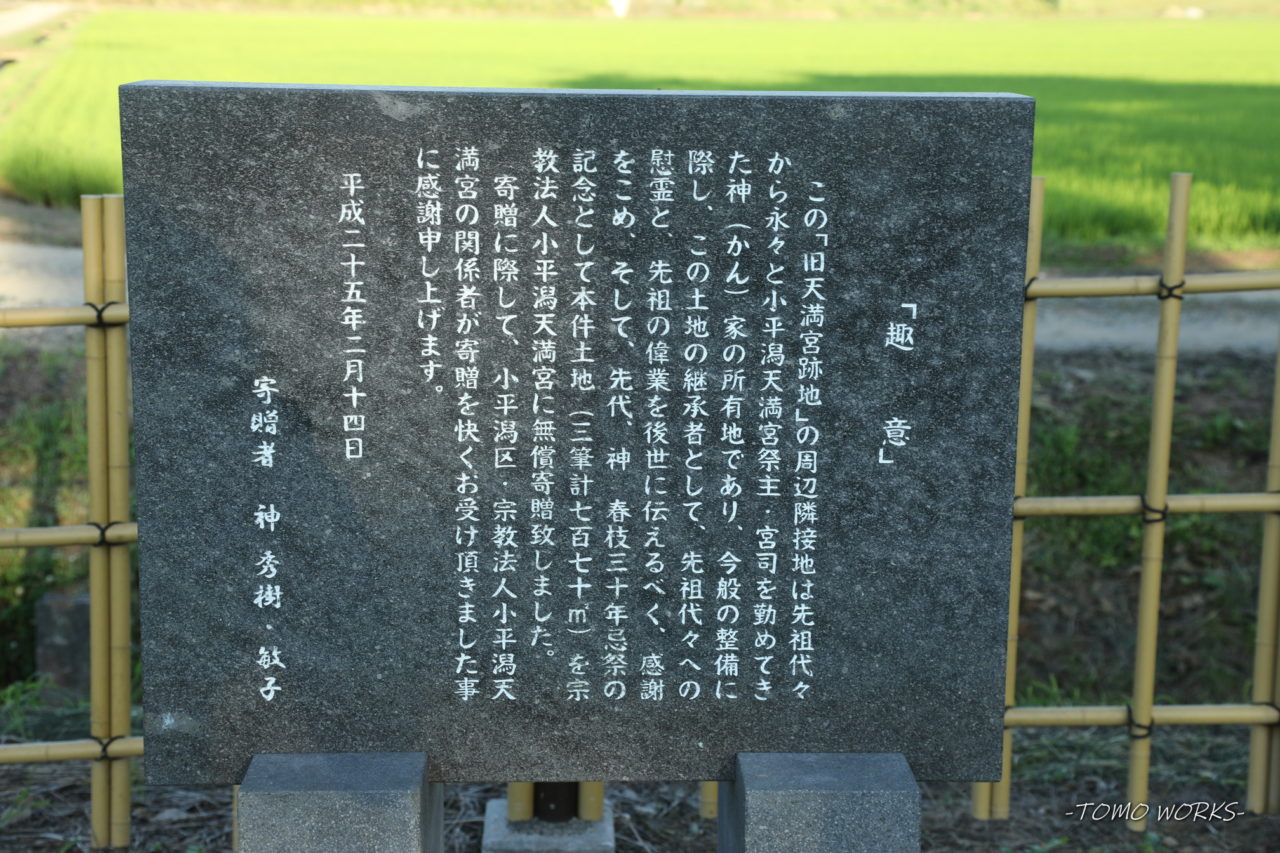 「趣　意」
この「旧天満宮跡地」の周辺隣接地は先祖代々
から永々と小平潟天満宮祭主・宮司を勤めてき
た神（かん）家の所有地であり、今般の整備に
際し、この土地の継承者として、先祖代々への
慰霊と、先祖の偉業を後世に伝えるべく、感謝
をこめ、そして、先代、神　春枝三十年忌祭の
記念として本件土地（三筆計七百七十㎡）を宗
教法人小平潟天満宮に無償寄贈致しました。
寄贈に際して、小平潟区・宗教法人小平潟天
満宮の関係者が寄贈を快くお受け頂きました事
に感謝申し上げます。
平成二十五年二月十四日
寄贈者　神 秀樹・敏子
-TOMO WORKS-